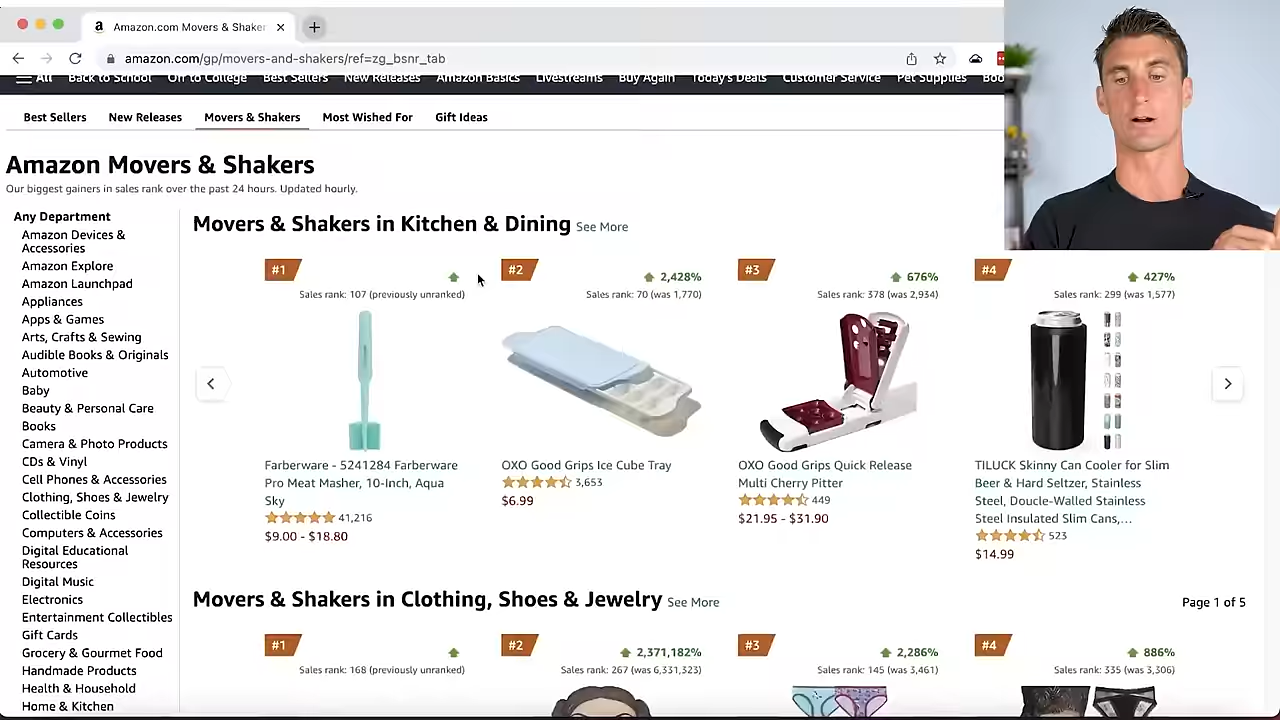 Amazon.com Movers & Shaker
amazon.com/gp/movers-and-shakers/ref=zg_bsnr_tab
All Back to School Off to College Best Sellers New Releases Amazon Basics Livestreams Buy Again Today's Deals Customer Service Pet Supplies Boo
Best Sellers New Releases Movers & Shakers Most Wished For Gift Ideas
Amazon Movers & Shakers
Our biggest gainers in sales rank over the past 24 hours. Updated hourly.
Any Department
Amazon Devices &
Accessories
Amazon Explore
Amazon Launchpad
Appliances
Apps & Games
Arts, Crafts & Sewing
Audible Books & Originals
Automotive
Baby
Beauty & Personal Care
Books
Camera & Photo Products
CDs & Vinyl
Cell Phones & Accessories
Clothing, Shoes & Jewelry
Collectible Coins
Computers & Accessories
Digital Educational
Resources
Digital Music
Electronics
Entertainment Collectibles
Gift Cards
Grocery & Gourmet Food
Handmade Products
Health & Household
Home & Kitchen
Movers & Shakers in Kitchen & Dining See More
#1
Sales rank: 107 (previously unranked)
Farberware - 5241284 Farberware
Pro Meat Masher, 10-Inch, Aqua
Sky
41,216
$9.00 - $18.80
#2 2,428%
Sales rank: 70 (was 1,770)
OXO Good Grips Ice Cube Tray
3,653
$6.99
#3 676%
Sales rank: 378 (was 2,934)
OXO Good Grips Quick Release
Multi Cherry Pitter
449
$21.95 - $31.90
#4 427%
Sales rank: 299 (was 1,577)
TILUCK Skinny Can Cooler for Slim
Beer & Hard Seltzer, Stainless
Steel, Doucle-Walled Stainless
Steel Insulated Slim Cans,...
523
$14.99
Movers & Shakers in Clothing, Shoes & Jewelry See More
Page 1 of 5
#1
Sales rank: 168 (previously unranked)
#2 2,371,182%
Sales rank: 267 (was 6,331,323)
#3 2,286%
Sales rank: 145 (was 3,461)
#4 886%
Sales rank: 335 (was 3,306)